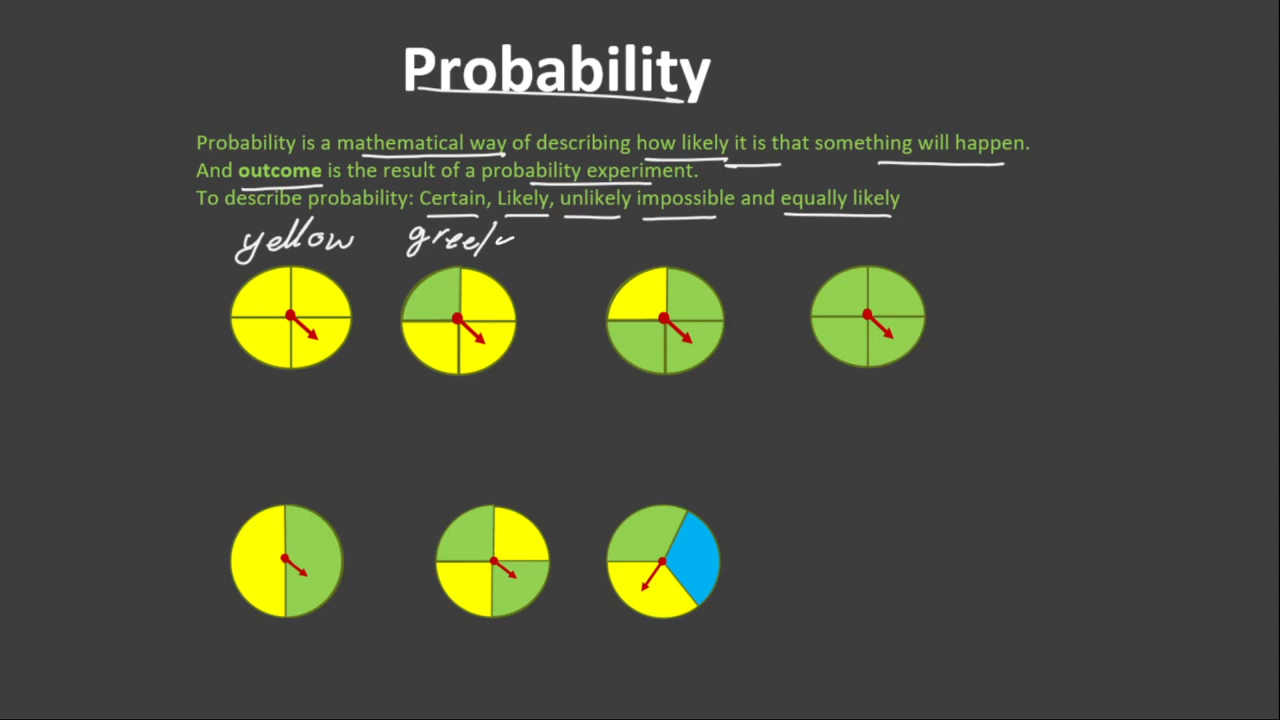 Probability
Probability is a mathematical way of describing how likely it is that something will happen.
And outcome is the result of a probability experiment.
To describe probability: Certain, Likely, unlikely impossible and equally likely
yellow